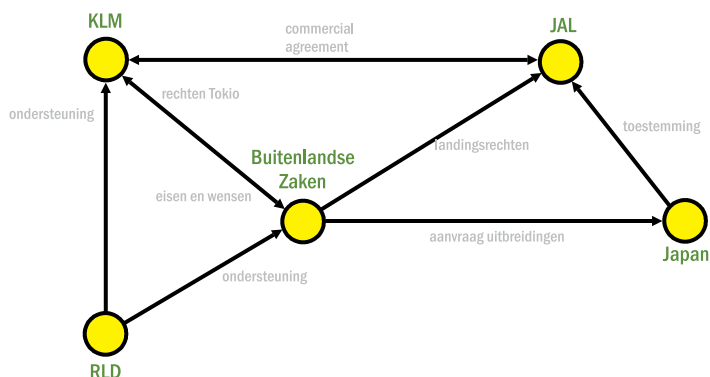 KLM
commercial
agreement
JAL
rechten Tokio
ondersteuning
toestemming
landingsrechten
Buitenlandse
Zaken
eisen en wensen
aanvraag uitbreidingen
Japan
ondersteuning
RLD